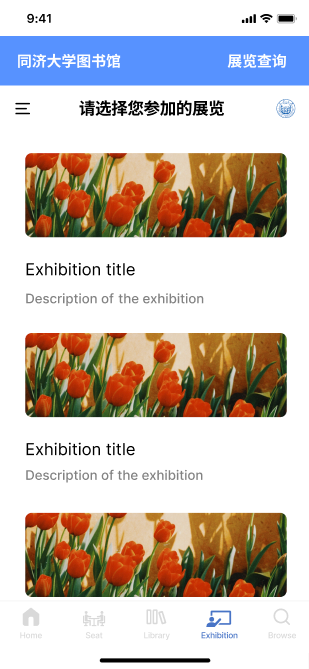 9:41
同济大学图书馆 展览查询
请选择您参加的展览
Exhibition title
Description of the exhibition
Exhibition title
Description of the exhibition
Home Seat Library Exhibition Browse